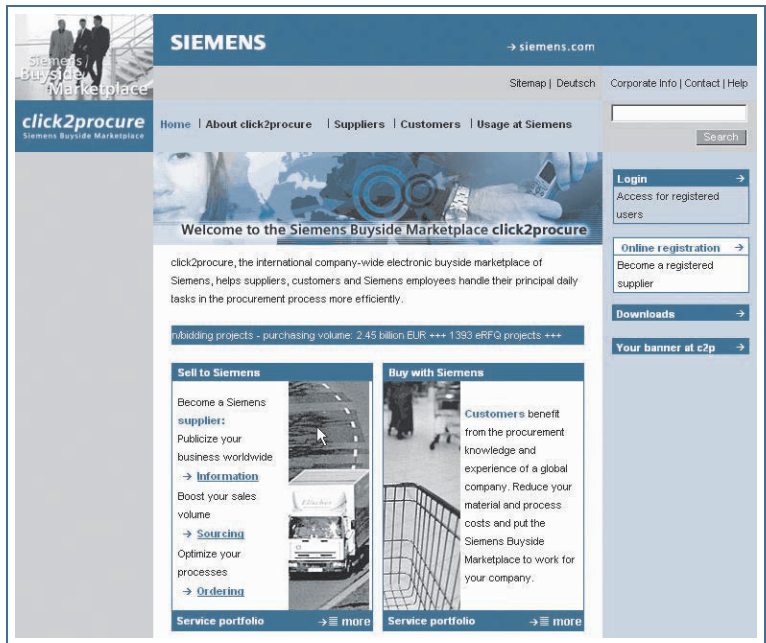 SIEMENS
→ siemens.com
Siemens
Buyside
Marketplace
Sitemap | Deutsch
Corporate Info | Contact | Help
click2procure
Siemens Buyside Marketplace
Home | About click2procure | Suppliers | Customers | Usage at Siemens
Search
Welcome to the Siemens Buyside Marketplace click2procure
click2procure, the international company-wide electronic buyside marketplace of
Siemens, helps suppliers, customers and Siemens employees handle their principal daily
tasks in the procurement process more efficiently.
n/bidding projects - purchasing volume: 2.45 billion EUR +++ 1393 eRFQ projects +++
Sell to Siemens
Become a Siemens
supplier:
Publicize your
business worldwide
→ Information
Boost your sales
volume
→ Sourcing
Optimize your
processes
→ Ordering
Service portfolio → more
Buy with Siemens
Customers benefit
from the procurement
knowledge and
experience of a global
company. Reduce your
material and process
costs and put the
Siemens Buyside
Marketplace to work for
your company.
Service portfolio → more
Login →
Access for registered
users
Online registration →
Become a registered
supplier
Downloads →
Your banner at c2p →